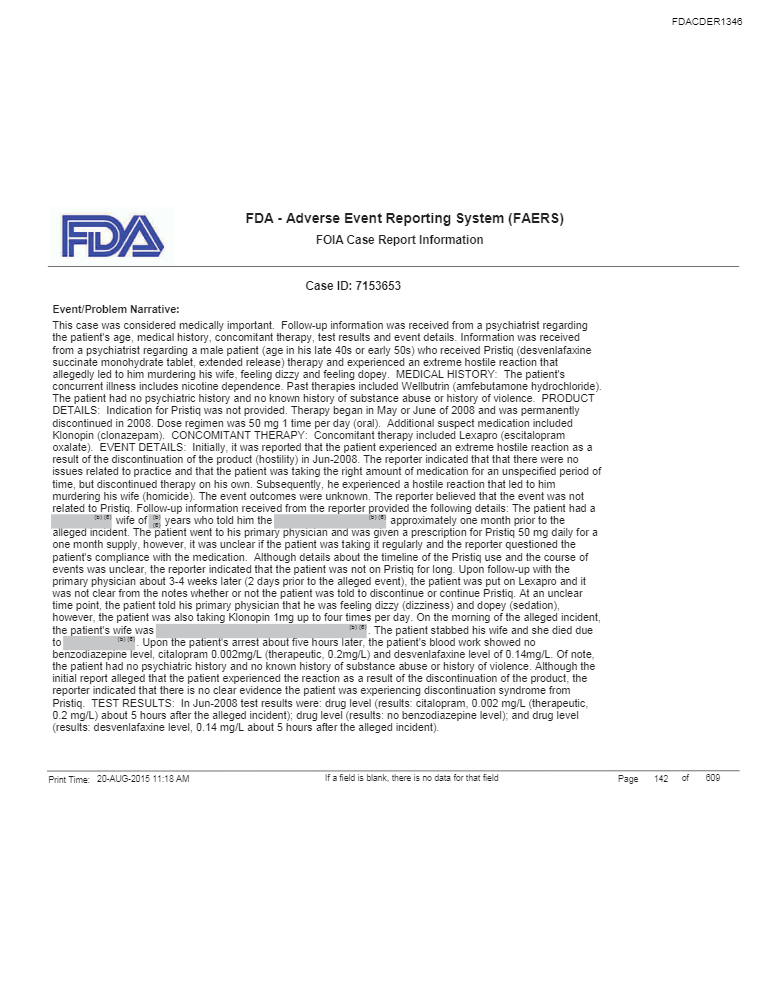 FDACDER1346
FDA
FDA - Adverse Event Reporting System (FAERS)
FOIA Case Report Information
Case ID: 7153653
Event/Problem Narrative:
This case was considered medically important.  Follow-up information was received from a psychiatrist regarding
the patient's age, medical history, concomitant therapy, test results and event details. Information was received
from a psychiatrist regarding a male patient (age in his late 40s or early 50s) who received Pristiq (desvenlafaxine
succinate monohydrate tablet, extended release) therapy and experienced an extreme hostile reaction that
allegedly led to him murdering his wife, feeling dizzy and feeling dopey.  MEDICAL HISTORY:  The patient's
concurrent illness includes nicotine dependence. Past therapies included Wellbutrin (amfebutamone hydrochloride).
The patient had no psychiatric history and no known history of substance abuse or history of violence.  PRODUCT
DETAILS:  Indication for Pristiq was not provided. Therapy began in May or June of 2008 and was permanently
discontinued in 2008. Dose regimen was 50 mg 1 time per day (oral).  Additional suspect medication included
Klonopin (clonazepam).  CONCOMITANT THERAPY:  Concomitant therapy included Lexapro (escitalopram
oxalate).  EVENT DETAILS:  Initially, it was reported that the patient experienced an extreme hostile reaction as a
result of the discontinuation of the product (hostility) in Jun-2008. The reporter indicated that that there were no
issues related to practice and that the patient was taking the right amount of medication for an unspecified period of
time, but discontinued therapy on his own. Subsequently, he experienced a hostile reaction that led to him
murdering his wife (homicide). The event outcomes were unknown. The reporter believed that the event was not
related to Pristiq. Follow-up information received from the reporter provided the following details: The patient had a
(b) (6) wife of (b) (6) years who told him the (b) (6) approximately one month prior to the
alleged incident. The patient went to his primary physician and was given a prescription for Pristiq 50 mg daily for a
one month supply, however, it was unclear if the patient was taking it regularly and the reporter questioned the
patient's compliance with the medication.  Although details about the timeline of the Pristiq use and the course of
events was unclear, the reporter indicated that the patient was not on Pristiq for long. Upon follow-up with the
primary physician about 3-4 weeks later (2 days prior to the alleged event), the patient was put on Lexapro and it
was not clear from the notes whether or not the patient was told to discontinue or continue Pristiq. At an unclear
time point, the patient told his primary physician that he was feeling dizzy (dizziness) and dopey (sedation),
however, the patient was also taking Klonopin 1mg up to four times per day. On the morning of the alleged incident,
the patient's wife was (b) (6). The patient stabbed his wife and she died due
to (b) (6). Upon the patient's arrest about five hours later, the patient's blood work showed no
benzodiazepine level, citalopram 0.002mg/L (therapeutic, 0.2mg/L) and desvenlafaxine level of 0.14mg/L. Of note,
the patient had no psychiatric history and no known history of substance abuse or history of violence. Although the
initial report alleged that the patient experienced the reaction as a result of the discontinuation of the product, the
reporter indicated that there is no clear evidence the patient was experiencing discontinuation syndrome from
Pristiq.  TEST RESULTS:  In Jun-2008 test results were: drug level (results: citalopram, 0.002 mg/L (therapeutic,
0.2 mg/L) about 5 hours after the alleged incident); drug level (results: no benzodiazepine level); and drug level
(results: desvenlafaxine level, 0.14 mg/L about 5 hours after the alleged incident).
Print Time: 20-AUG-2015 11:18 AM If a field is blank, there is no data for that field Page 142 of 609